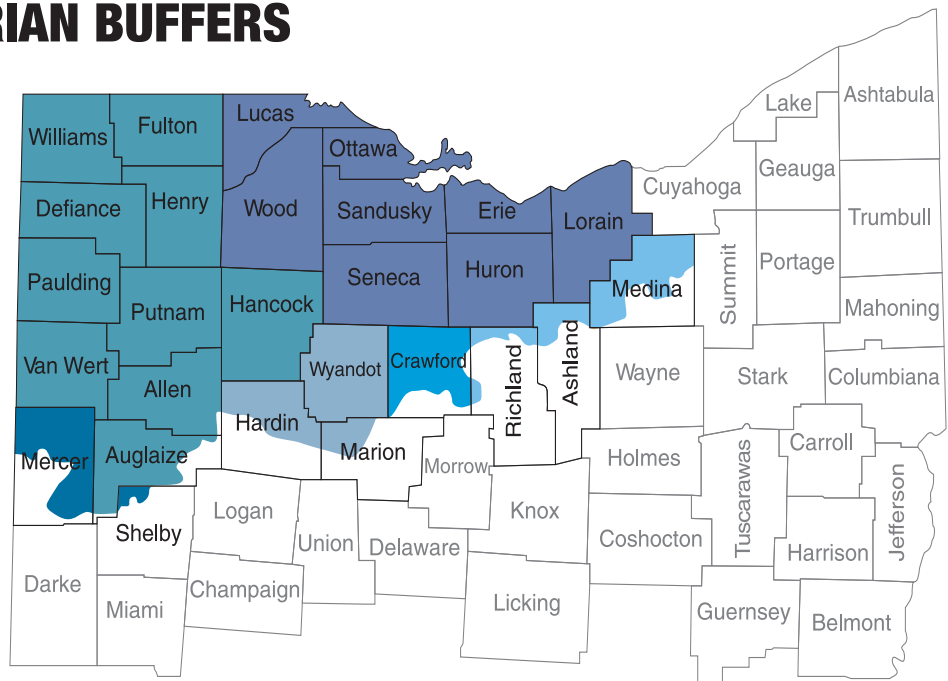 RIAN BUFFERS
Lake
Ashtabula
Lucas
Williams
Fulton
Ottawa
Geauga
Cuyahoga
Defiance
Henry
Wood
Sandusky
Erie
Lorain
Trumbull
Summit
Portage
Paulding
Seneca
Huron
Medina
Hancock
Putnam
Mahoning
Van Wert
Wyandot
Crawford
Richland
Ashland
Wayne
Stark
Columbiana
Allen
Hardin
Mercer
Auglaize
Marion
Morrow
Holmes
Tuscarawas
Carroll
Jefferson
Logan
Knox
Shelby
Union
Delaware
Coshocton
Harrison
Darke
Champaign
Miami
Licking
Guernsey
Belmont